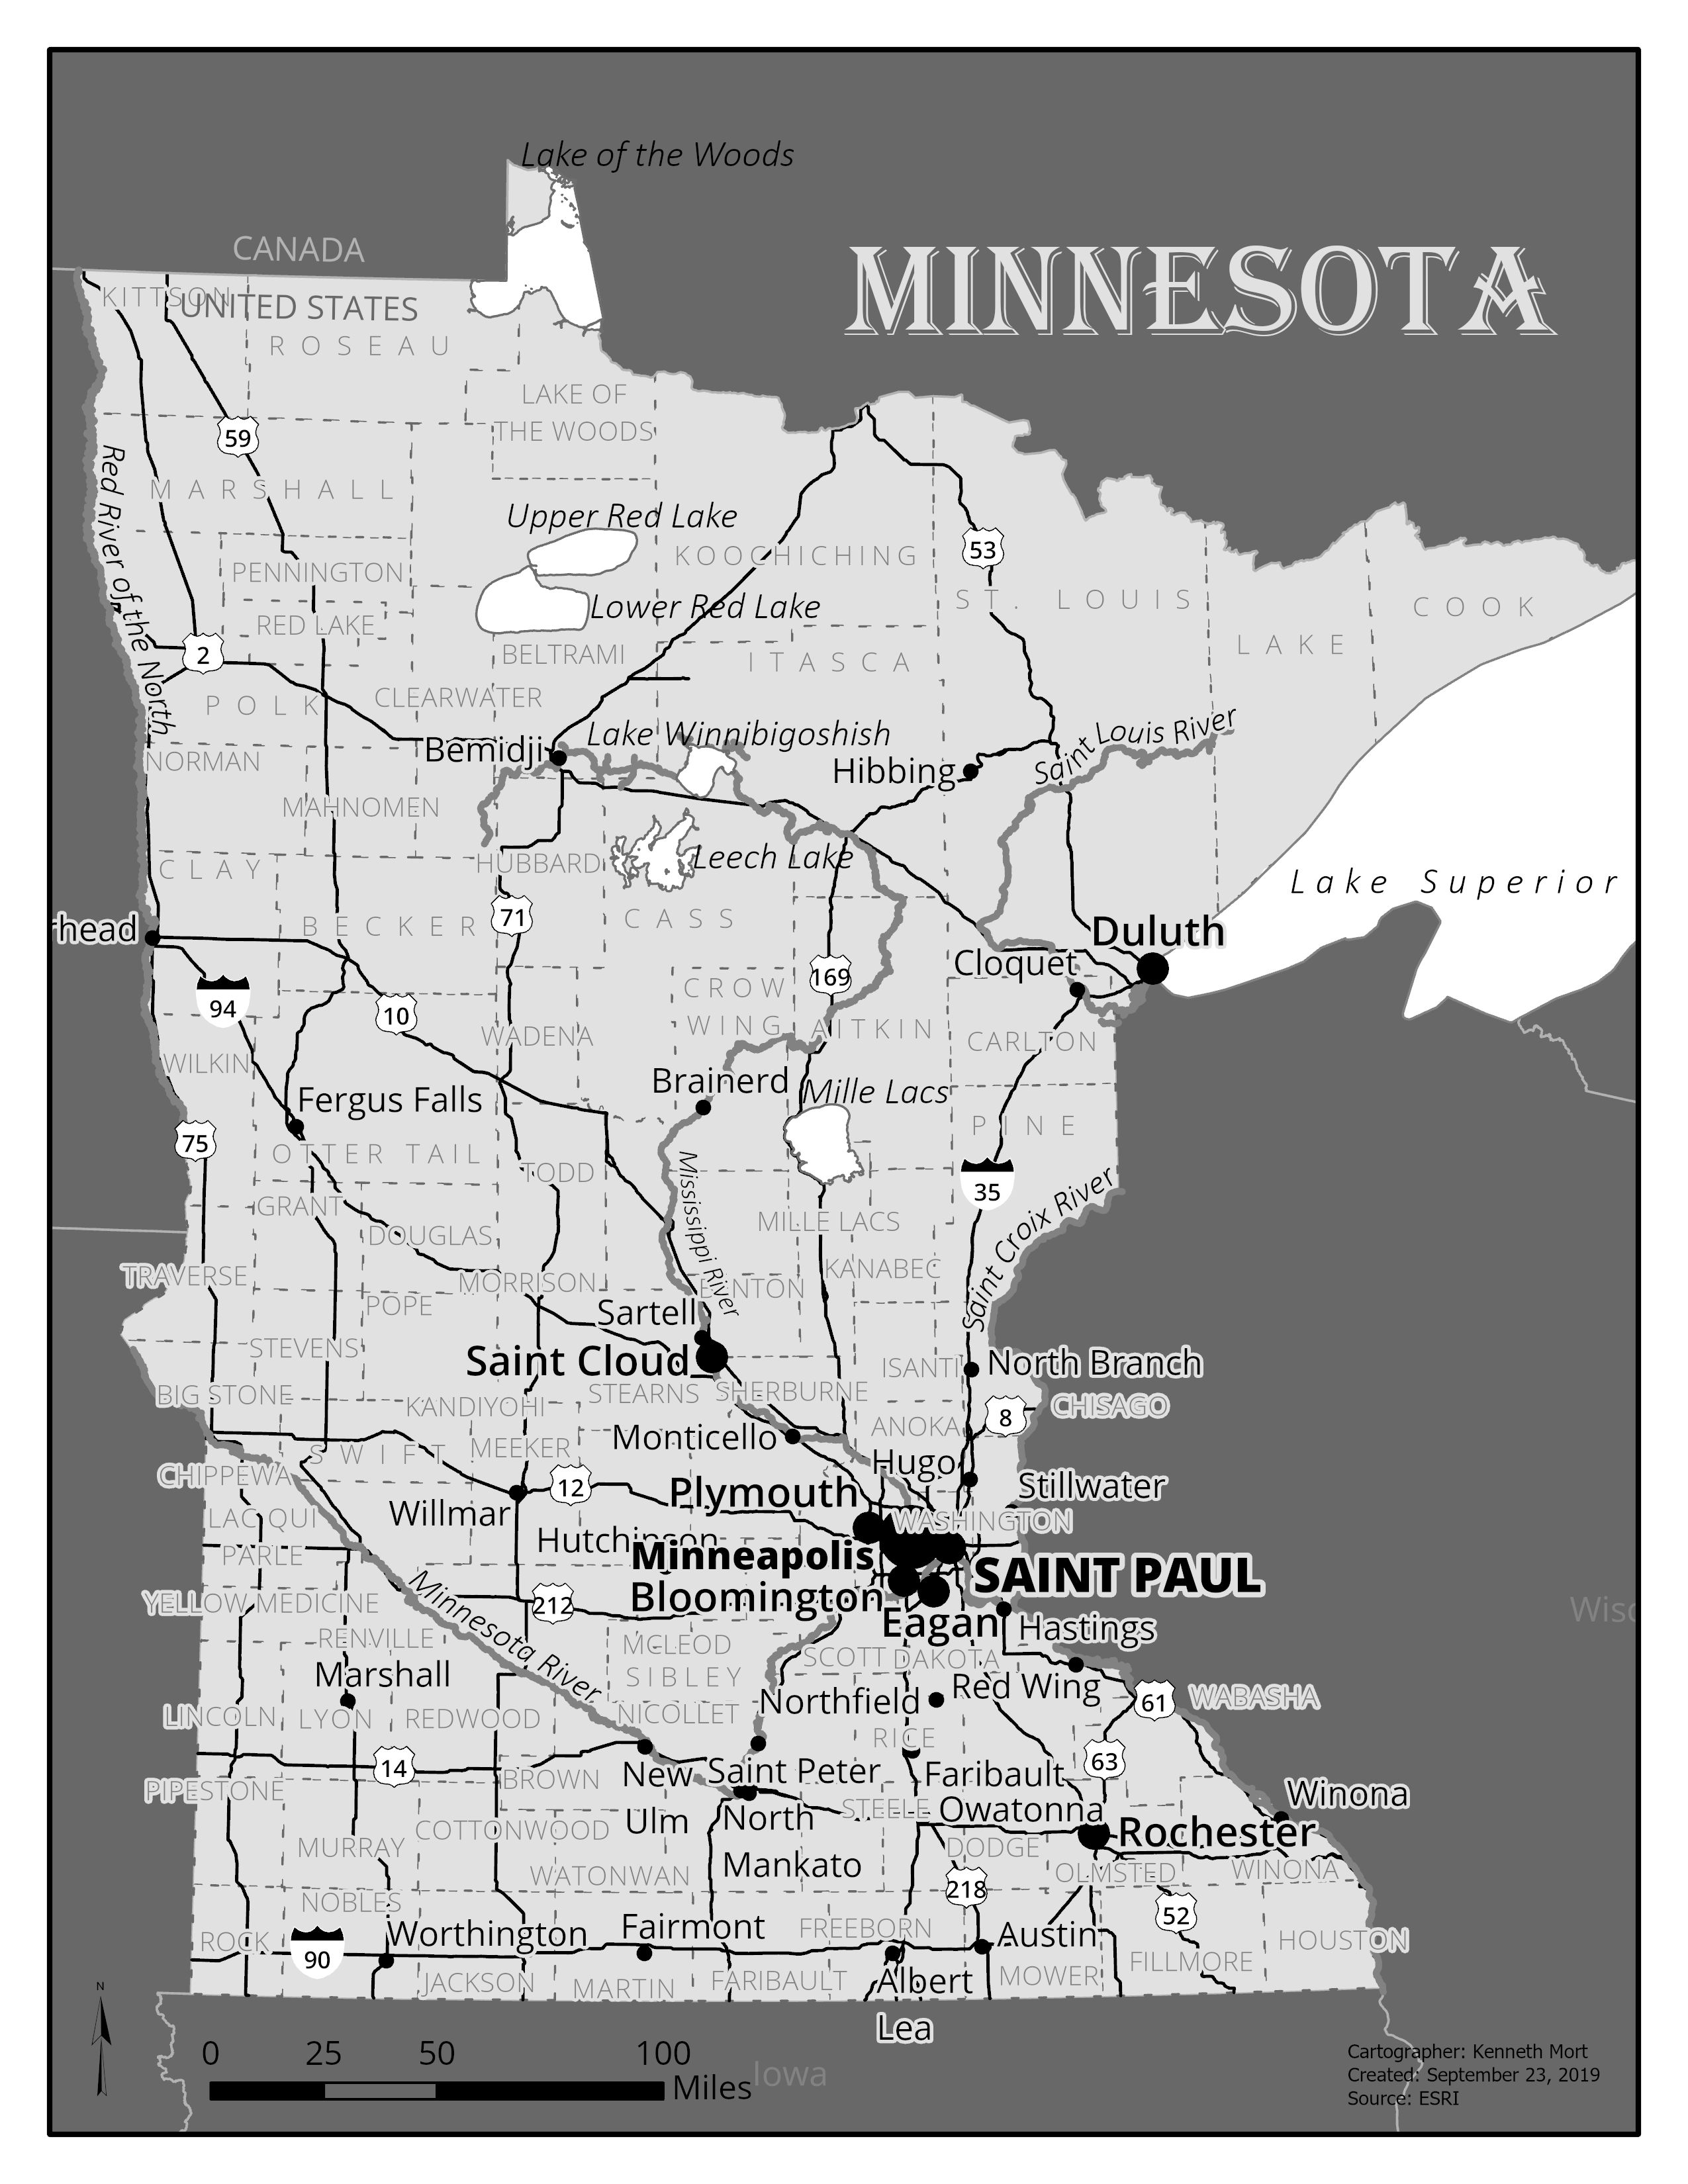 Lake of the Woods
CANADA
MINNESOTA
KITTSON
UNITED STATES
ROSEAU
LAKE OF
THE WOODS
59
Red River of the North
MARSHALL
Upper Red Lake
53
KOOCHICHING
PENNINGTON
ST. LOUIS
COOK
Lower Red Lake
RED LAKE
LAKE
2
BELTRAMI
ITASCA
CLEARWATER
POLK
Saint Louis River
Lake Winnibigoshish
Bemidji
NORMAN
Hibbing
MAHNOMEN
Leech Lake
HUBBARD
CLAY
Lake Superior
71
CASS
BECKER
rhead
Duluth
Cloquet
169
CROW
WING
94
10
AITKIN
WADENA
CARLTON
WILKIN
Brainerd
Mille Lacs
Fergus Falls
PINE
75
OTTER TAIL
TODD
35
Mississippi River
Saint Croix River
GRANT
MILLE LACS
DOUGLAS
KANABEC
TRAVERSE
MORRISON
BENTON
POPE
Sartell
STEVENS
Saint Cloud
ISANTI
North Branch
BIG STONE
STEARNS
SHERBURNE
KANDIYOHI
CHISAGO
8
ANOKA
Monticello
SWIFT
MEEKER
Hugo
CHIPPEWA
12
Stillwater
Plymouth
Willmar
LAC QUI
PARLE
WASHINGTON
Hutchinson
Minneapolis
SAINT PAUL
Bloomington
YELLOW MEDICINE
212
Eagan
Hastings
Minnesota River
RENVILLE
MCLEOD
SCOTT
DAKOTA
Marshall
SIBLEY
Red Wing
Northfield
61
WABASHA
LINCOLN
LYON
REDWOOD
NICOLLET
RICE
14
63
New
Ulm
Saint Peter
Faribault
BROWN
PIPESTONE
Winona
North
Mankato
STEELE
Owatonna
COTTONWOOD
Rochester
MURRAY
DODGE
WATONWAN
OLMSTED
WINONA
218
NOBLES
52
Worthington
Fairmont
FREEBORN
Austin
ROCK
90
HOUSTON
FILLMORE
JACKSON
MARTIN
FARIBAULT
Albert
Lea
MOWER
N
0 25 50 100
Miles
Iowa
Wisc
Cartographer: Kenneth Mort
Created: September 23, 2019
Source: ESRI